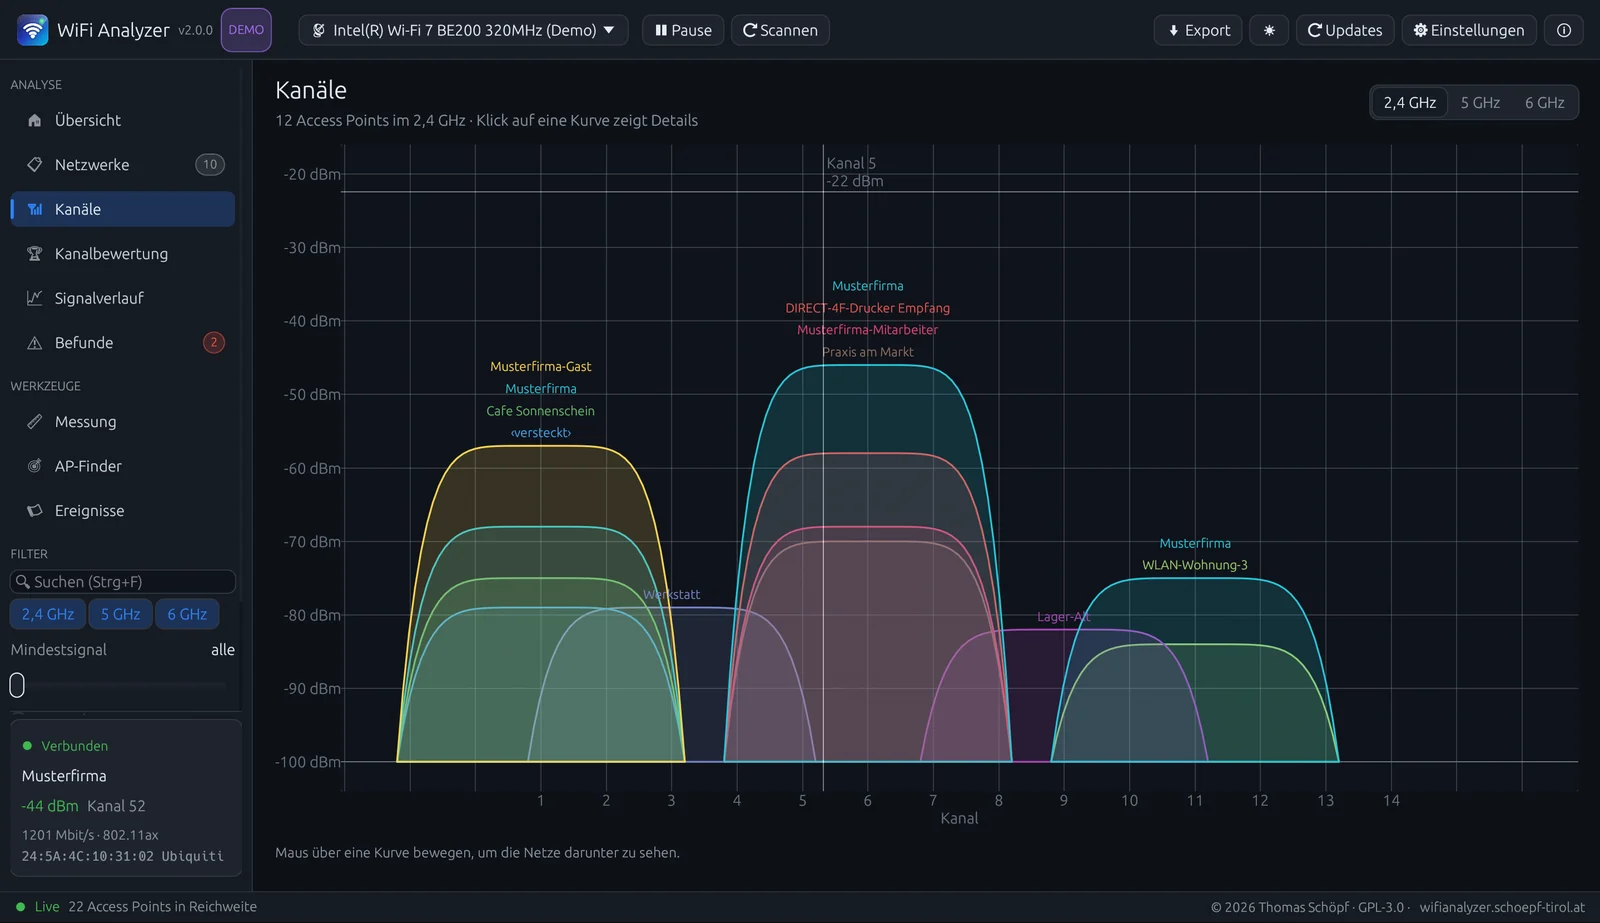 WiFi Analyzer v2.0.0 DEMO
Intel(R) Wi-Fi 7 BE200 320MHz (Demo)
Pause
Scannen
Export
Updates
Einstellungen
ANALYSE
Übersicht
Netzwerke 10
Kanäle
Kanalbewertung
Signalverlauf
Befunde 2
WERKZEUGE
Messung
AP-Finder
Ereignisse
FILTER
Suchen (Strg+F)
2,4 GHz 5 GHz 6 GHz
Mindestsignal alle
Verbunden
Musterfirma
-44 dBm Kanal 52
1201 Mbit/s · 802.11ax
24:5A:4C:10:31:02 Ubiquiti
Kanäle
12 Access Points im 2,4 GHz · Klick auf eine Kurve zeigt Details
2,4 GHz 5 GHz 6 GHz
-20 dBm
-30 dBm
-40 dBm
-50 dBm
-60 dBm
-70 dBm
-80 dBm
-90 dBm
-100 dBm
Kanal 5
-22 dBm
Musterfirma
DIRECT-4F-Drucker Empfang
Musterfirma-Mitarbeiter
Praxis am Markt
Musterfirma-Gast
Musterfirma
Cafe Sonnenschein
‹versteckt›
Werkstatt
Lager-Alt
Musterfirma
WLAN-Wohnung-3
1 2 3 4 5 6 7 8 9 10 11 12 13 14
Kanal
Maus über eine Kurve bewegen, um die Netze darunter zu sehen.
Live 22 Access Points in Reichweite
© 2026 Thomas Schöpf · GPL-3.0 · wifianalyzer.schoepf-tirol.at